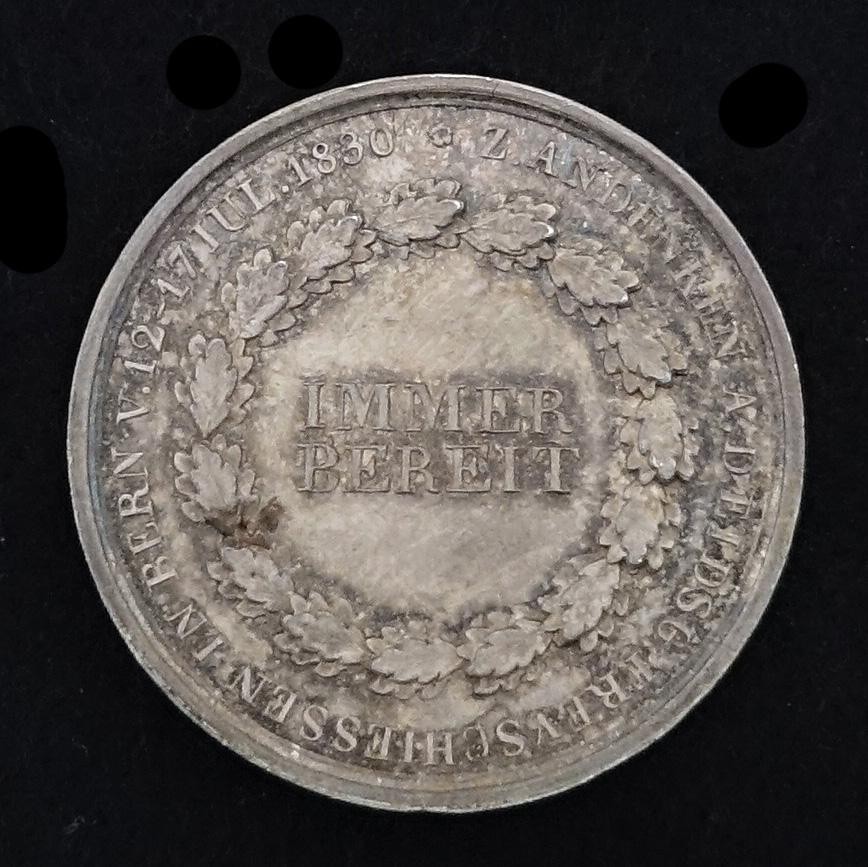 Z. ANDENKEN A. D. EIDSG. FREYSCHIESSEN IN BERN V. 12-17 IUL. 1830
IMMER
BEREIT